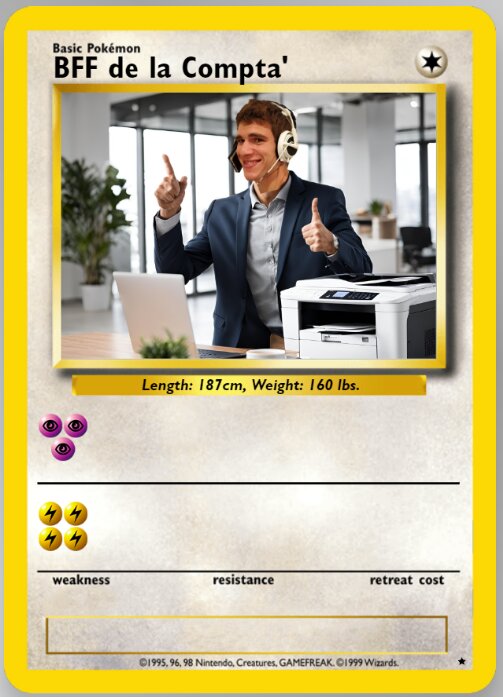 Basic Pokémon
BFF de la Compta'
Length: 187cm, Weight: 160 lbs.
weakness resistance retreat cost
©1995, 96, 98 Nintendo, Creatures, GAMEFREAK. ©1999 Wizards.